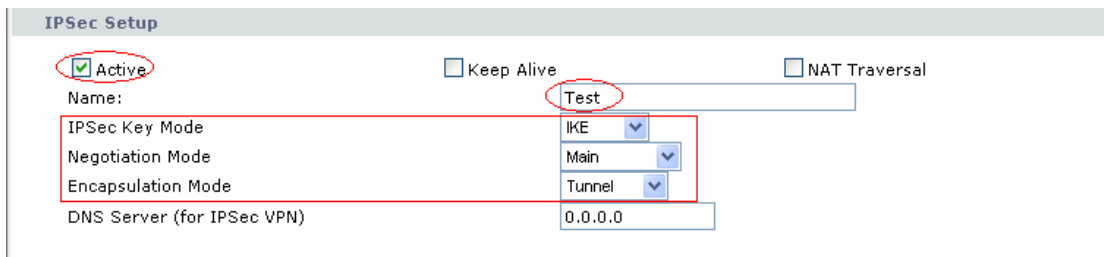 IPSec Setup
Active Keep Alive NAT Traversal
Name: Test
IPSec Key Mode IKE
Negotiation Mode Main
Encapsulation Mode Tunnel
DNS Server (for IPSec VPN) 0.0.0.0